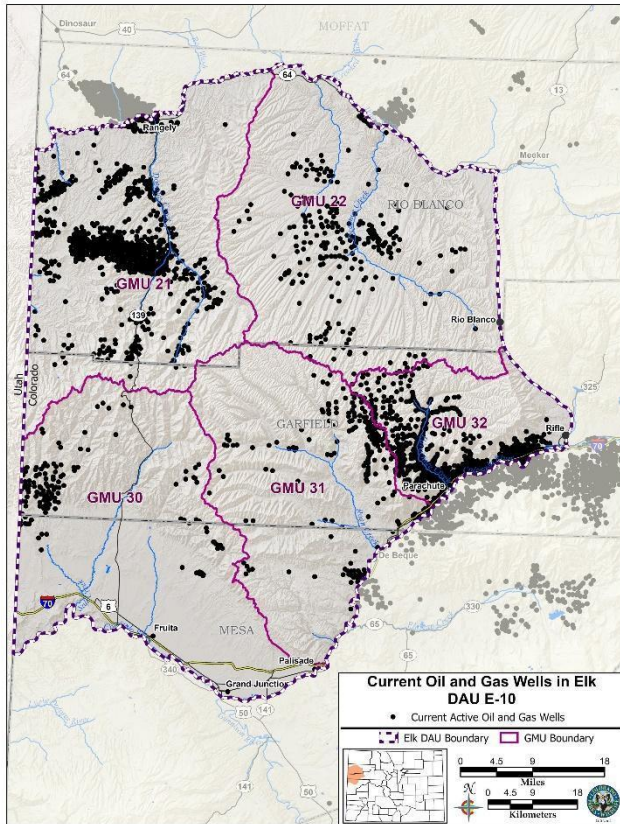 MOFFAT
Dinosaur
40
64
64
13
Rangely
Meeker
GMU 22
RIO BLANCO
GMU 21
139
Rio Blanco
Utah
Colorado
325
GARFIELD
GMU 32
Rifle
70
GMU 30
GMU 31
Parachute
De Beque
70
6
330
65
65
MESA
Fruita
Palisade
340
Grand Junction
141
50
141
50
Current Oil and Gas Wells in Elk
DAU E-10
Current Active Oil and Gas Wells
Elk DAU Boundary GMU Boundary
0 4.5 9 18
Miles
N
0 4.5 9 18
Kilometers